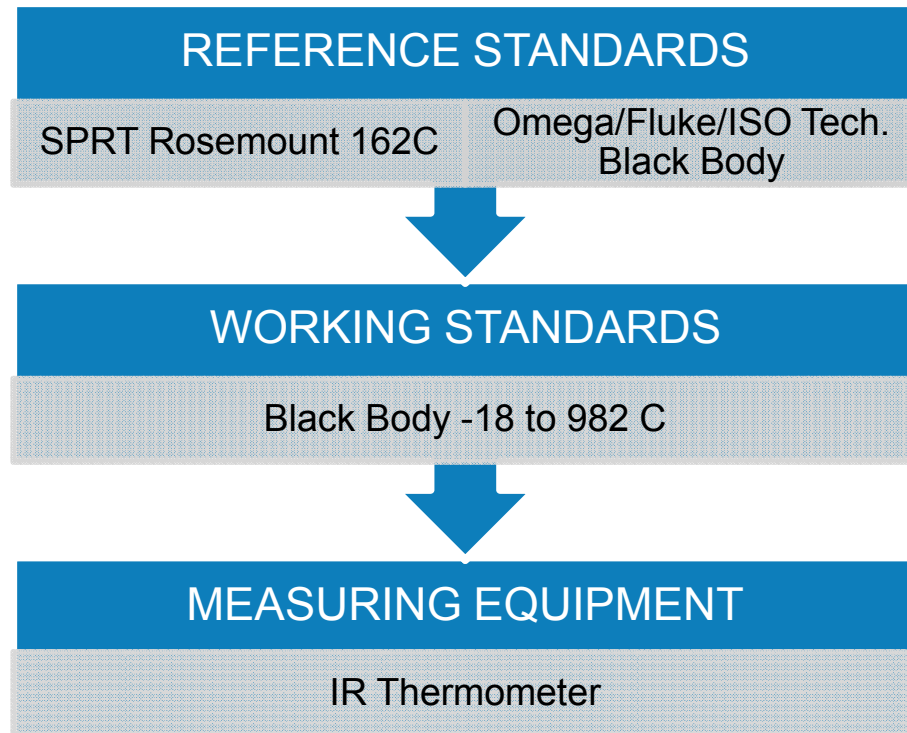 REFERENCE STANDARDS
SPRT Rosemount 162C
Omega/Fluke/ISO Tech.
Black Body
WORKING STANDARDS
Black Body -18 to 982 C
MEASURING EQUIPMENT
IR Thermometer